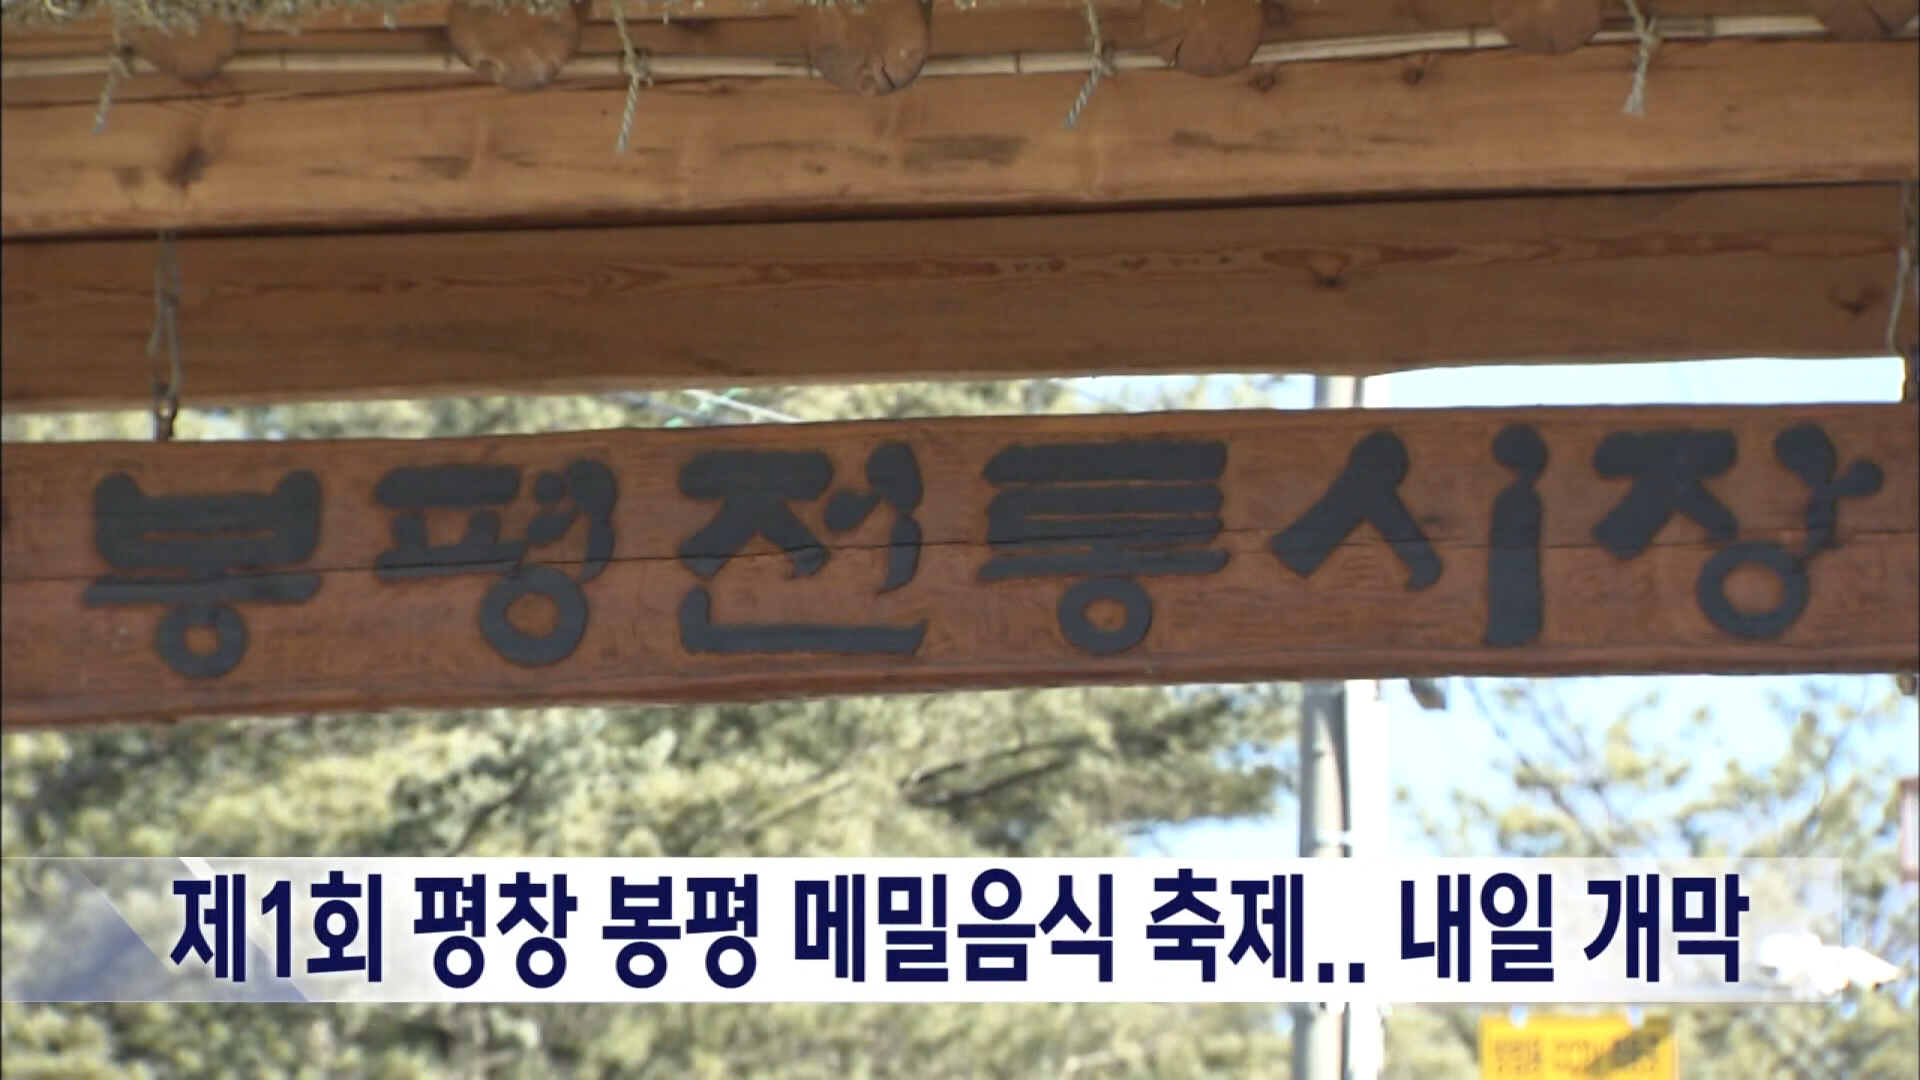 봉평전통시장
제1회 평창 봉평 메밀음식 축제.. 내일 개막